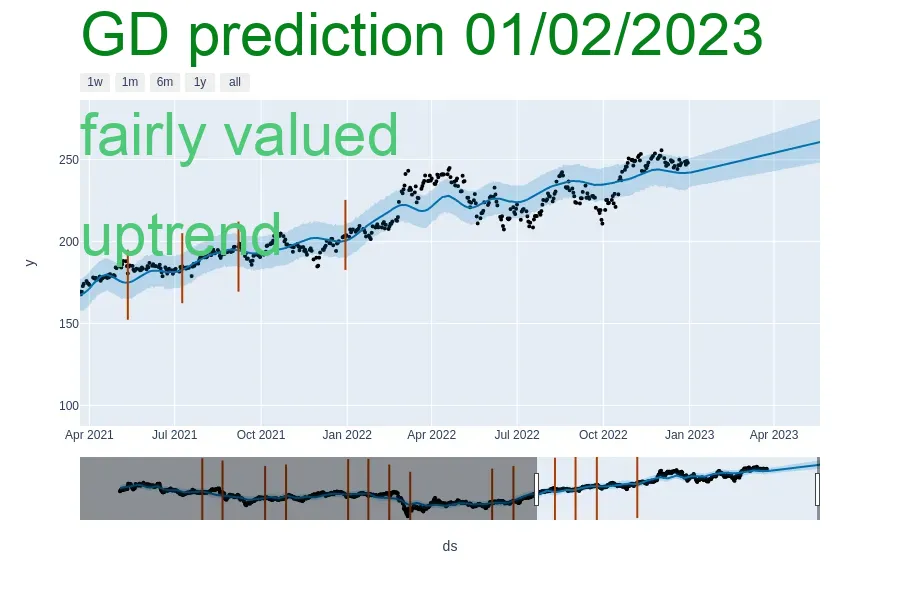 GD prediction 01/02/2023
1w 1m 6m 1y all
fairly valued
250
uptrend
200
y
150
100
Apr 2021 Jul 2021 Oct 2021 Jan 2022 Apr 2022 Jul 2022 Oct 2022 Jan 2023 Apr 2023
ds